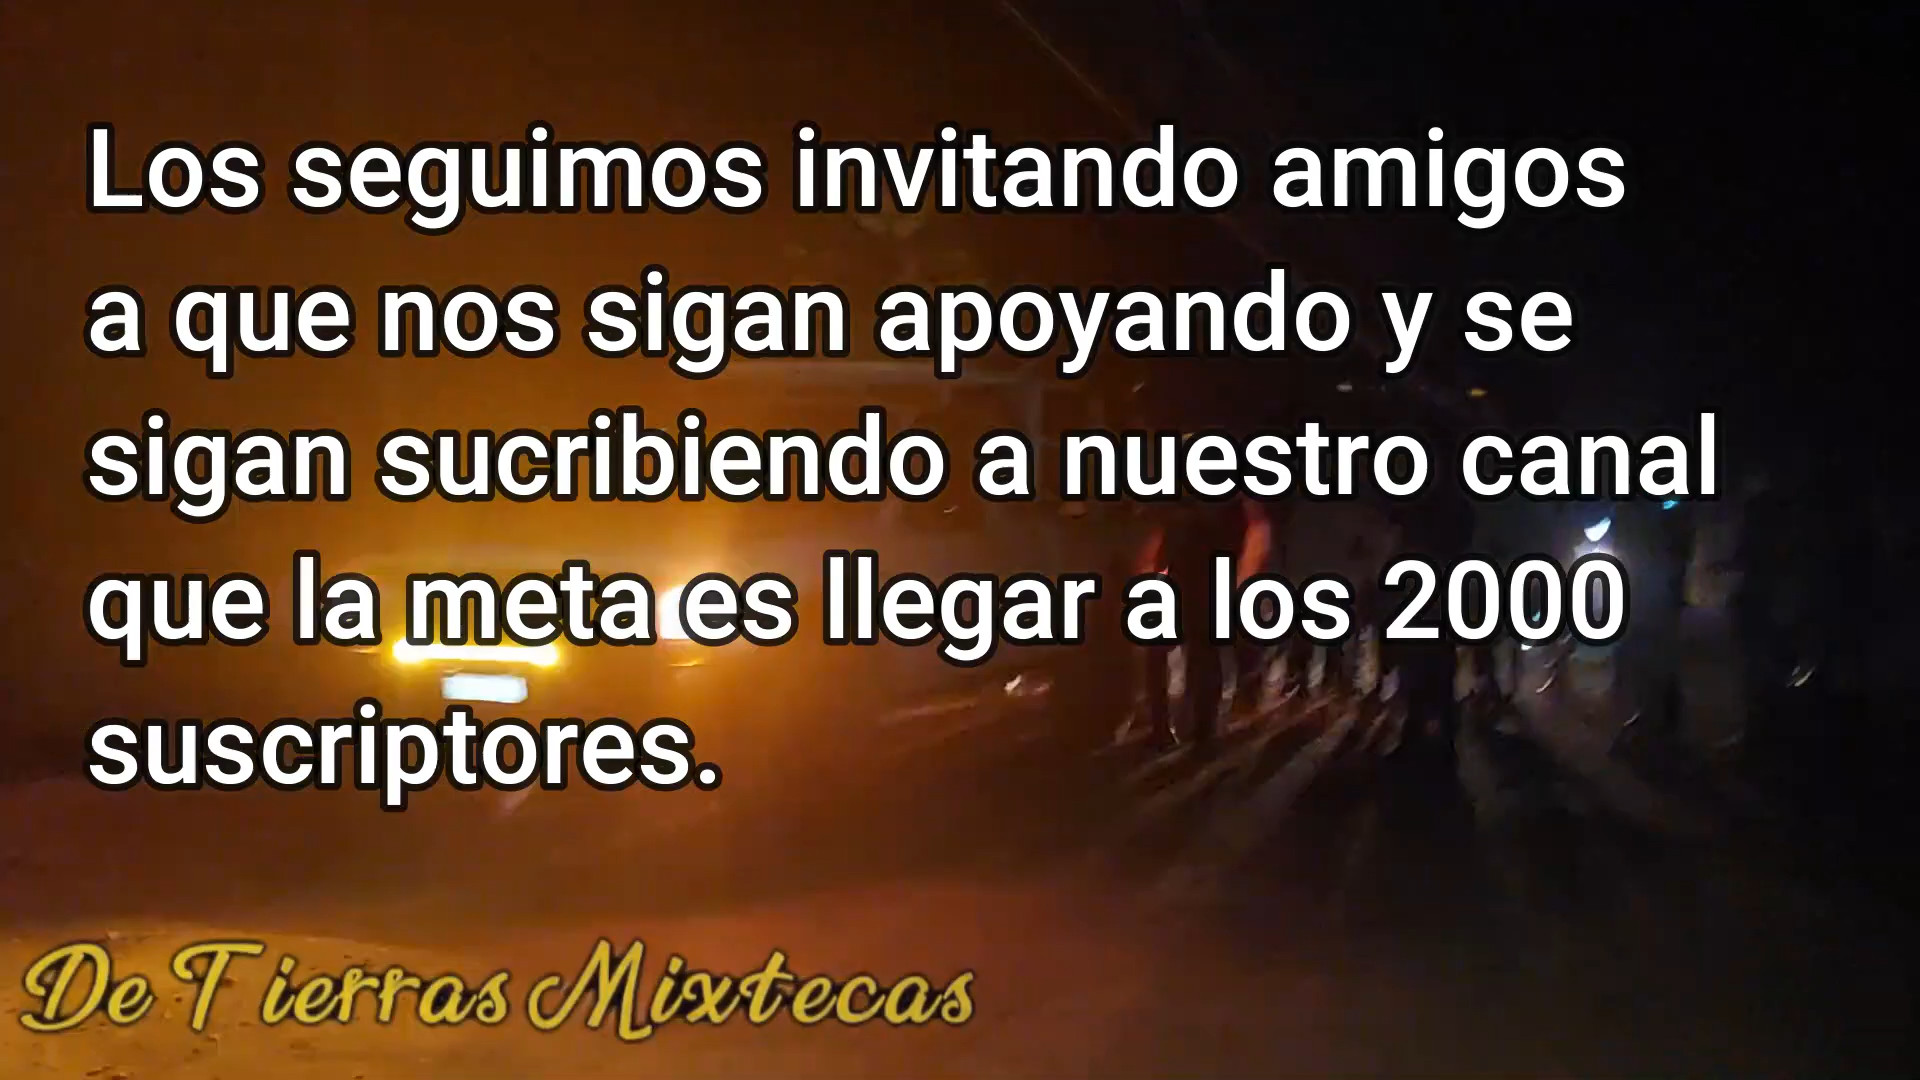 Los seguimos invitando amigos
a que nos sigan apoyando y se
sigan sucribiendo a nuestro canal
que la meta es llegar a los 2000
suscriptores.
De Tierras Mixtecas